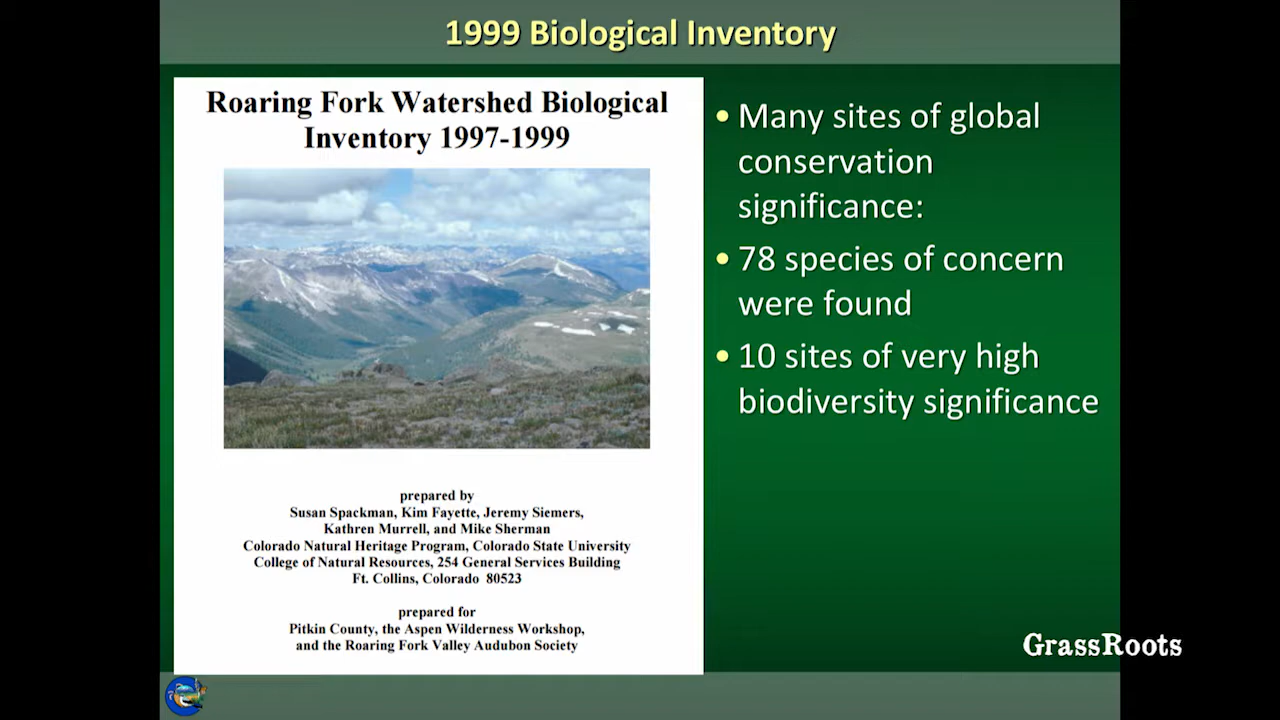 1999 Biological Inventory
Roaring Fork Watershed Biological
Inventory 1997-1999
prepared by
Susan Spackman, Kim Fayette, Jeremy Siemers,
Kathren Murrell, and Mike Sherman
Colorado Natural Heritage Program, Colorado State University
College of Natural Resources, 254 General Services Building
Ft. Collins, Colorado 80523
prepared for
Pitkin County, the Aspen Wilderness Workshop,
and the Roaring Fork Valley Audubon Society
• Many sites of global
conservation
significance:
• 78 species of concern
were found
• 10 sites of very high
biodiversity significance
GrassRoots